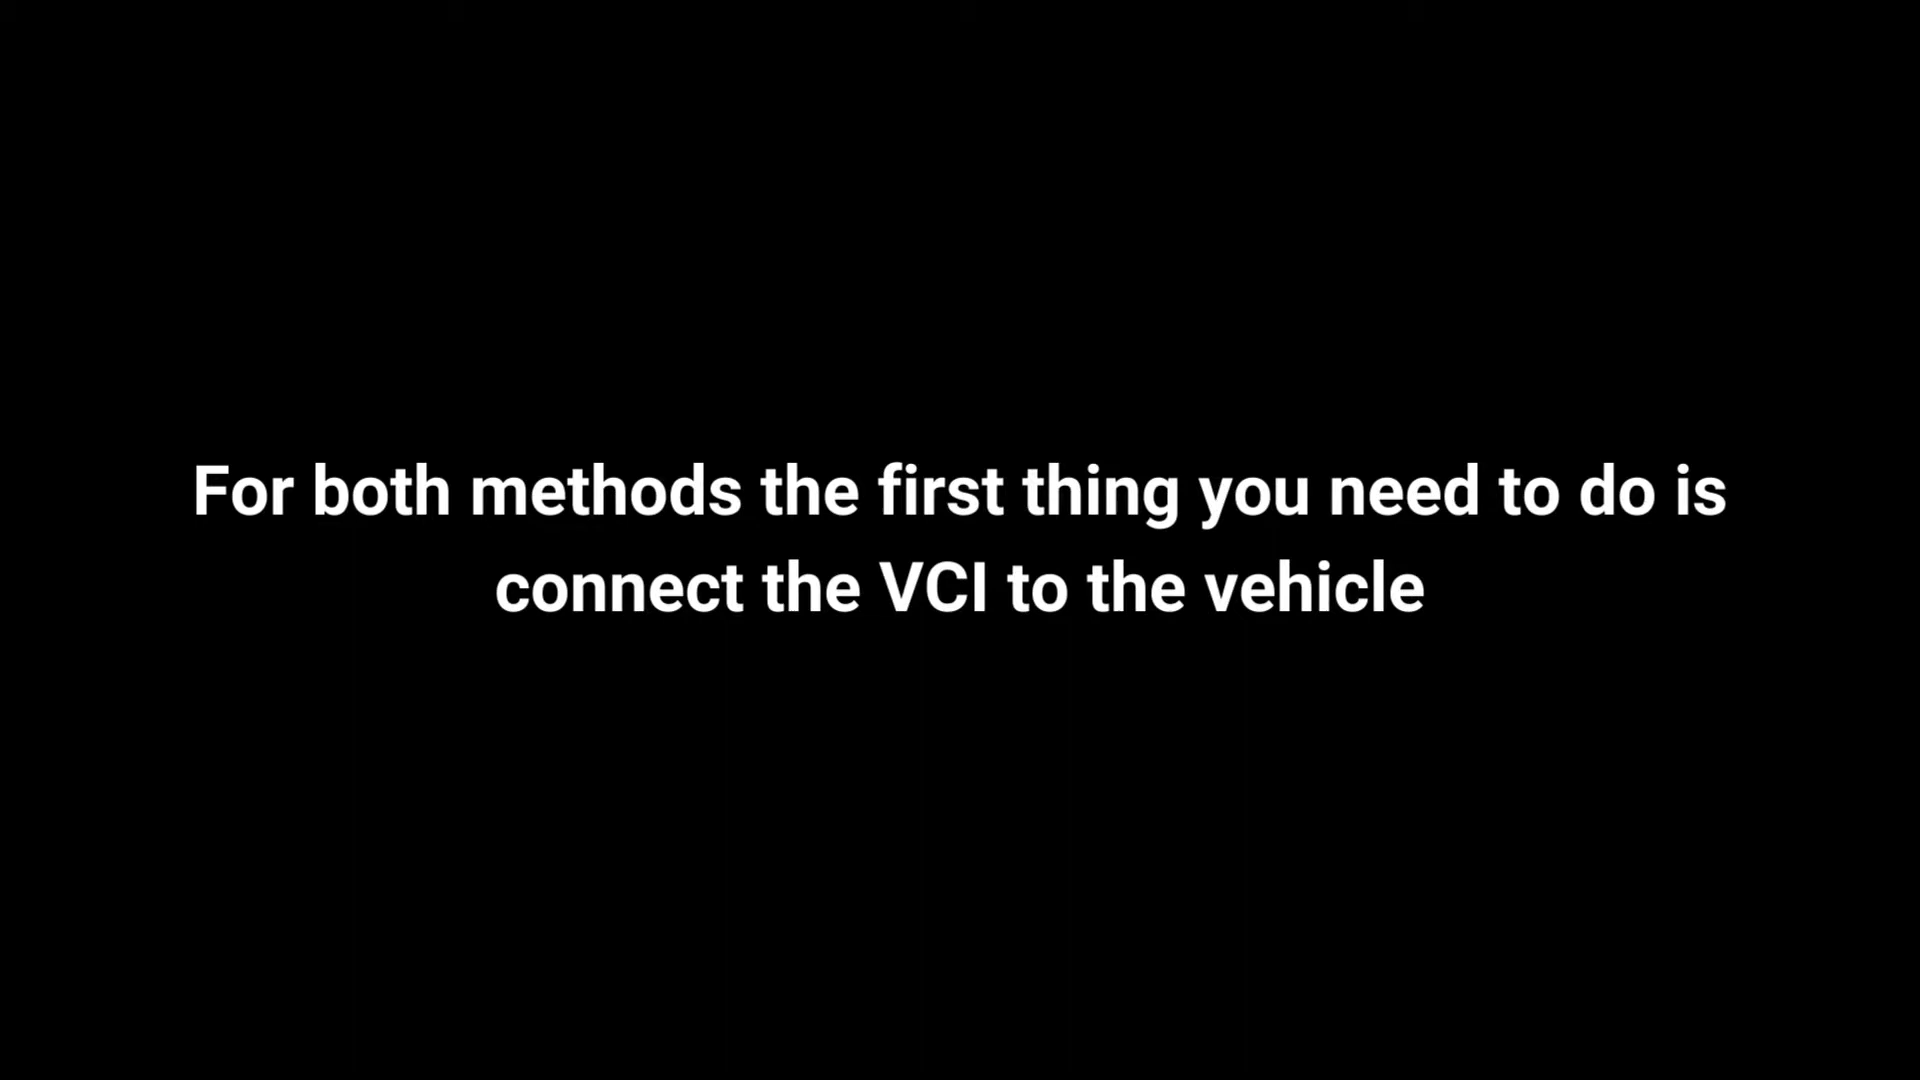 For both methods the first thing you need to do is
connect the VCI to the vehicle